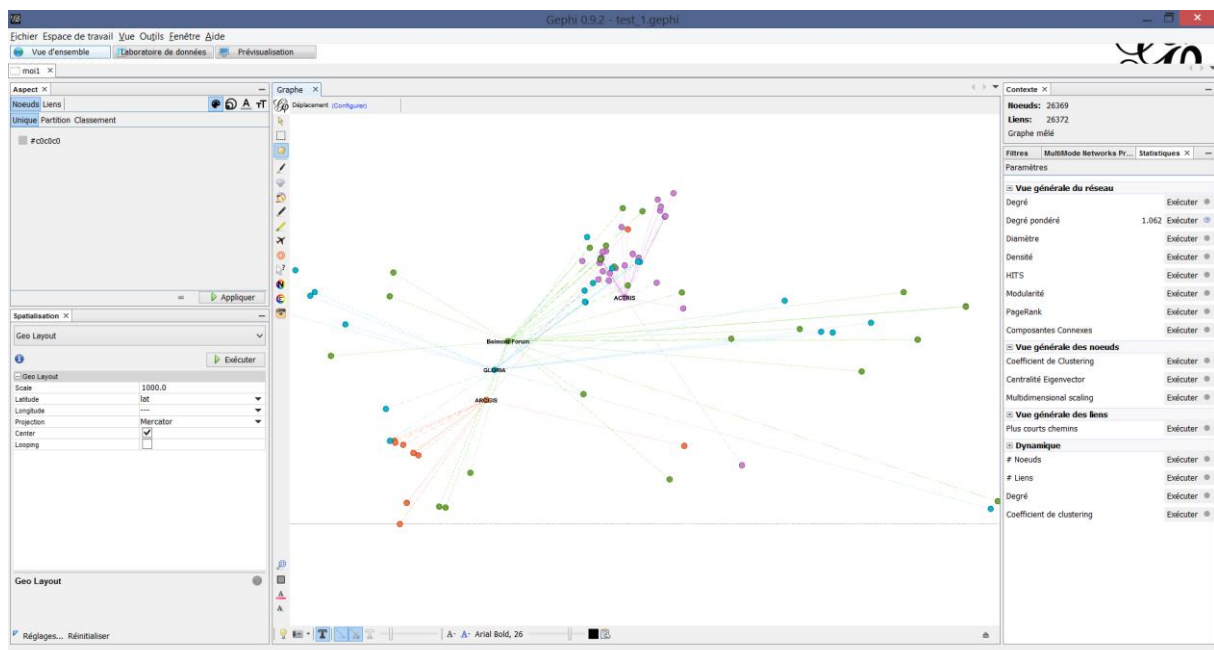 Gephi 0.9.2 - test_1.gephi
Fichier Espace de travail Vue Outils Fenêtre Aide
Vue d'ensemble Laboratoire de données Prévisualisation
moi1 ×
Aspect ×
Noeuds Liens
Unique Partition Classement
#c0c0c0
Appliquer
Spatialisation ×
Geo Layout
Exécuter
Geo Layout
Scale 1000.0
Latitude lat
Longitude ---
Projection Mercator
Center
Looping
Geo Layout
Réglages... Réinitialiser
Graphe ×
Déplacement (Configurer)
ACTRIS
Forum
GLORIA
ARCGIS
A- A- Arial Bold, 26
Contexte ×
Noeuds: 26369
Liens: 26372
Graphe mêlé
Filtres MultiMode Networks Pr... Statistiques ×
Paramètres
Vue générale du réseau
Degré Exécuter
Degré pondéré 1.062 Exécuter
Diamètre Exécuter
Densité Exécuter
HITS Exécuter
Modularité Exécuter
PageRank Exécuter
Composantes Connexes Exécuter
Vue générale des noeuds
Coefficient de Clustering Exécuter
Centralité Eigenvector Exécuter
Multidimensional scaling Exécuter
Vue générale des liens
Plus courts chemins Exécuter
Dynamique
# Noeuds Exécuter
# Liens Exécuter
Degré Exécuter
Coefficient de clustering Exécuter